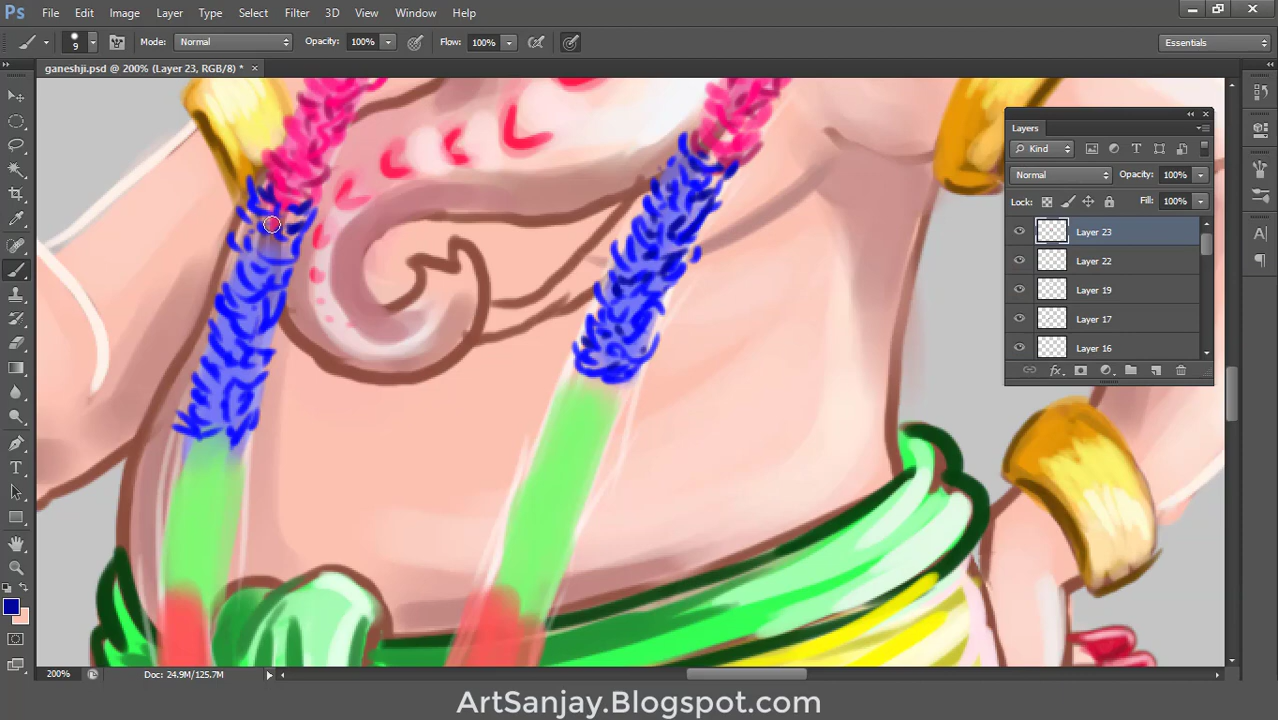 Ps File Edit Image Layer Type Select Filter 3D View Window Help
9 Mode: Normal Opacity: 100% Flow: 100% Essentials
ganeshji.psd @ 200% (Layer 23, RGB/8) * ×
Layers
Kind
Normal Opacity: 100%
Lock: Fill: 100%
Layer 23
Layer 22
Layer 19
Layer 17
Layer 16
fx
200% Doc: 24.9M/125.7M
ArtSanjay.Blogspot.com